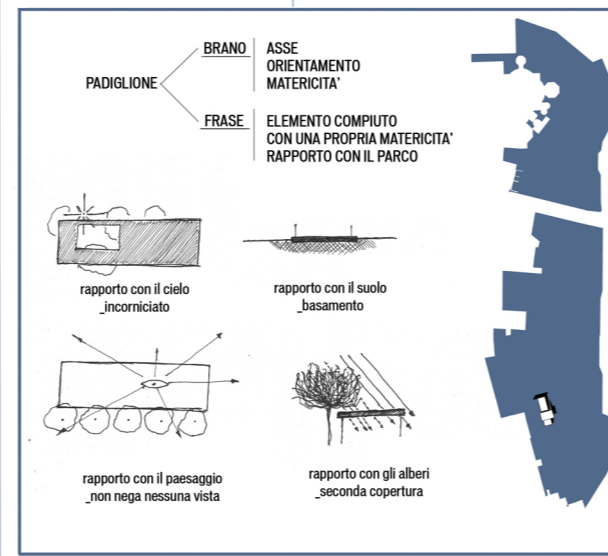 PADIGLIONE
BRANO
ASSE
ORIENTAMENTO
MATERICITA'
FRASE
ELEMENTO COMPIUTO
CON UNA PROPRIA MATERICITA'
RAPPORTO CON IL PARCO
rapporto con il cielo
_incorniciato
rapporto con il suolo
_basamento
rapporto con il paesaggio
_non nega nessuna vista
rapporto con gli alberi
_seconda copertura